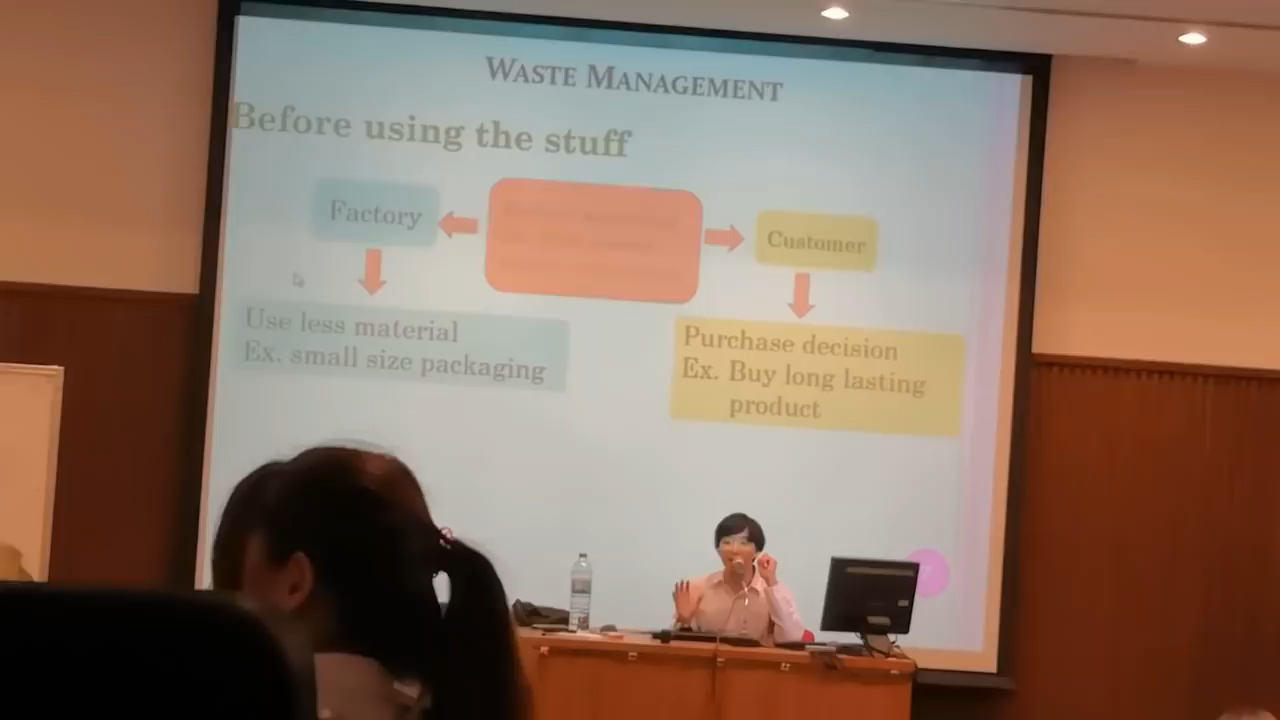 WASTE MANAGEMENT
Before using the stuff
Factory
Customer
Use less material
Ex. small size packaging
Purchase decision
Ex. Buy long lasting
product